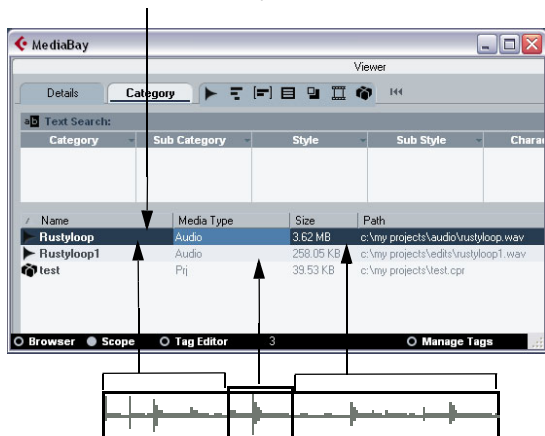 MediaBay
Viewer
Details Category
Text Search:
Category Sub Category Style Sub Style Charac
/ Name Media Type Size Path
Rustyloop Audio 3.62 MB c:\my projects\audio\rustyloop.wav
Rustyloop1 Audio 258.05 KB c:\my projects\edits\rustyloop1.wav
test Prj 39.53 KB c:\my projects\test.cpr
Browser Scope Tag Editor 3 Manage Tags